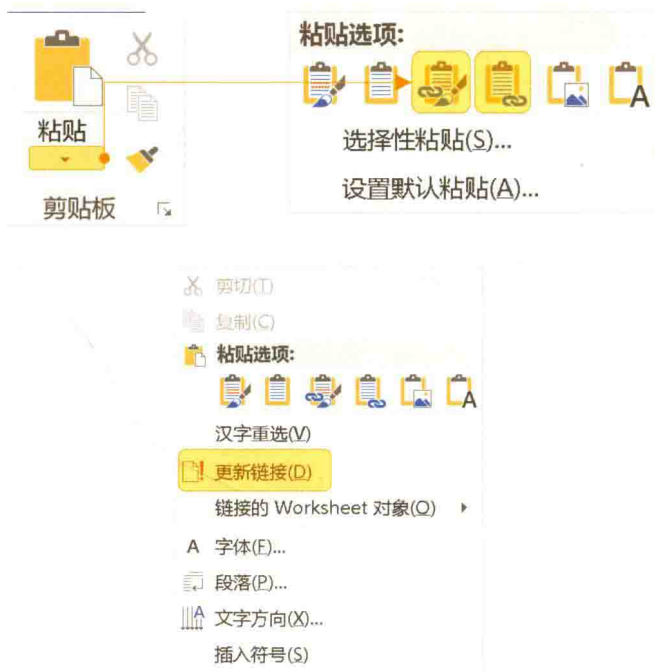 粘贴
剪贴板
粘贴选项:
A
选择性粘贴(S)...
设置默认粘贴(A)...
剪切(T)
复制(C)
粘贴选项:
A
汉字重选(V)
更新链接(D)
链接的 Worksheet 对象(O)
A 字体(F)...
段落(P)...
A 文字方向(X)...
插入符号(S)